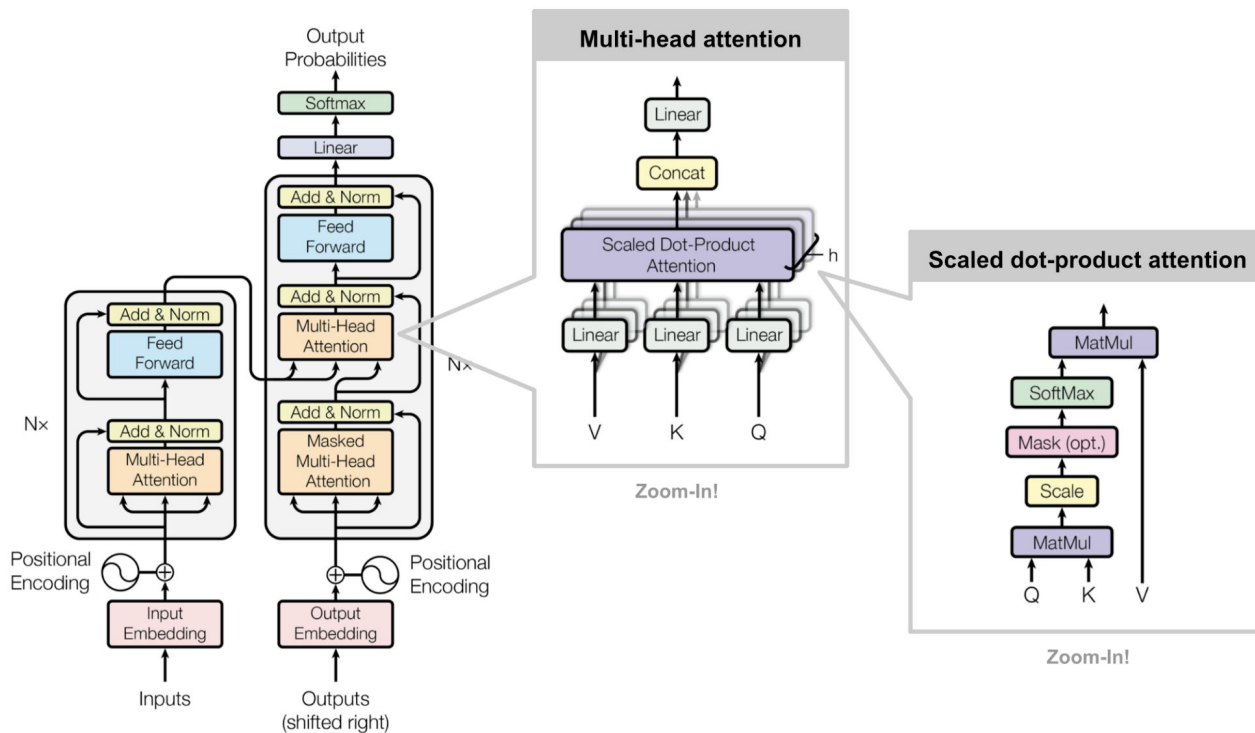 Output
Probabilities
Softmax
Linear
Add & Norm
Feed
Forward
Add & Norm
Multi-Head
Attention
Nx
Add & Norm
Masked
Multi-Head
Attention
Positional
Encoding
Output
Embedding
Outputs
(shifted right)
Add & Norm
Feed
Forward
Nx
Add & Norm
Multi-Head
Attention
Positional
Encoding
Input
Embedding
Inputs
Multi-head attention
Linear
Concat
Scaled Dot-Product
Attention
h
Linear Linear Linear
V K Q
Zoom-In!
Scaled dot-product attention
MatMul
SoftMax
Mask (opt.)
Scale
MatMul
Q K V
Zoom-In!